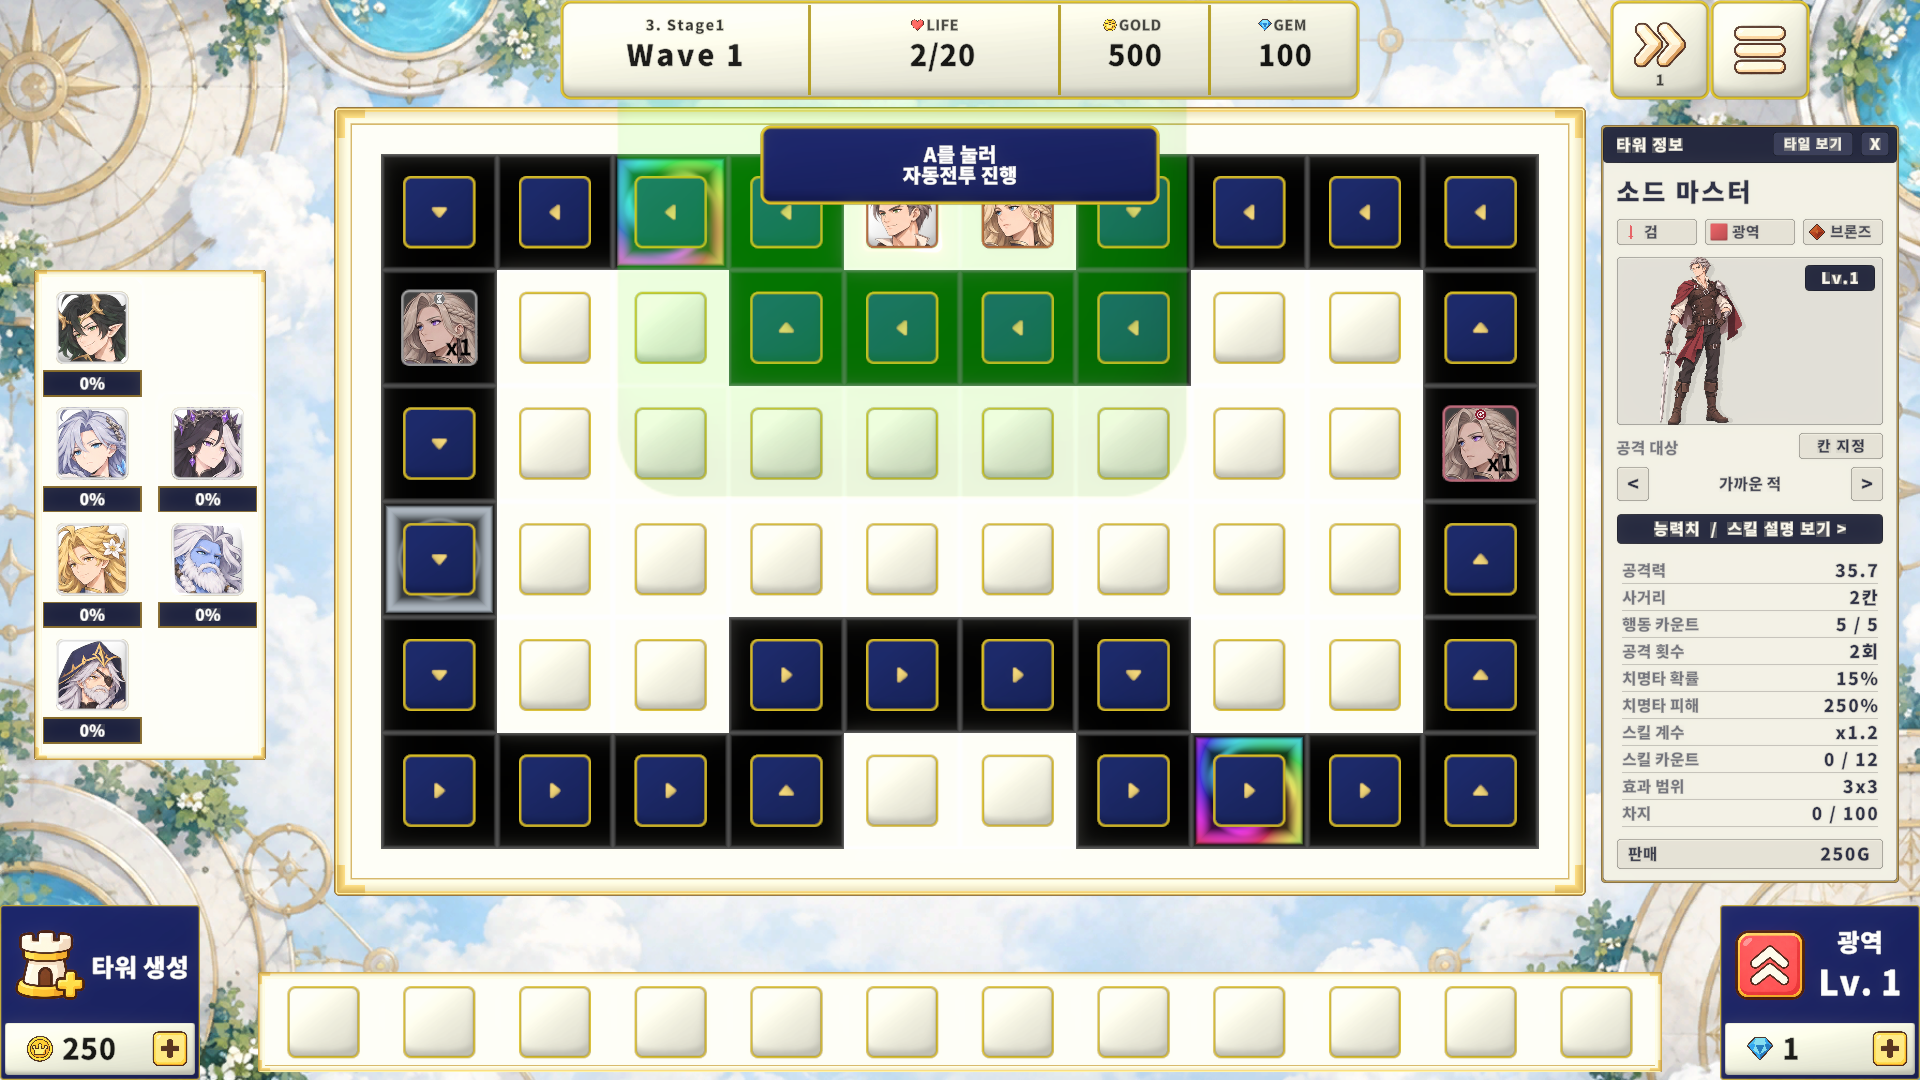 3. Stage1
Wave 1
LIFE
2/20
GOLD
500
GEM
100
1
A를 눌러
자동전투 진행
x1
x1
0%
0%
0%
0%
0%
0%
타워 정보
타일 보기
X
소드 마스터
검
광역
브론즈
Lv.1
공격 대상
칸 지정
<
가까운 적
>
능력치 / 스킬 설명 보기 >
공격력 35.7
사거리 2칸
행동 카운트 5 / 5
공격 횟수 2회
치명타 확률 15%
치명타 피해 250%
스킬 계수 x1.2
스킬 카운트 0 / 12
효과 범위 3x3
차지 0 / 100
판매 250G
타워 생성
250
광역
Lv. 1
1